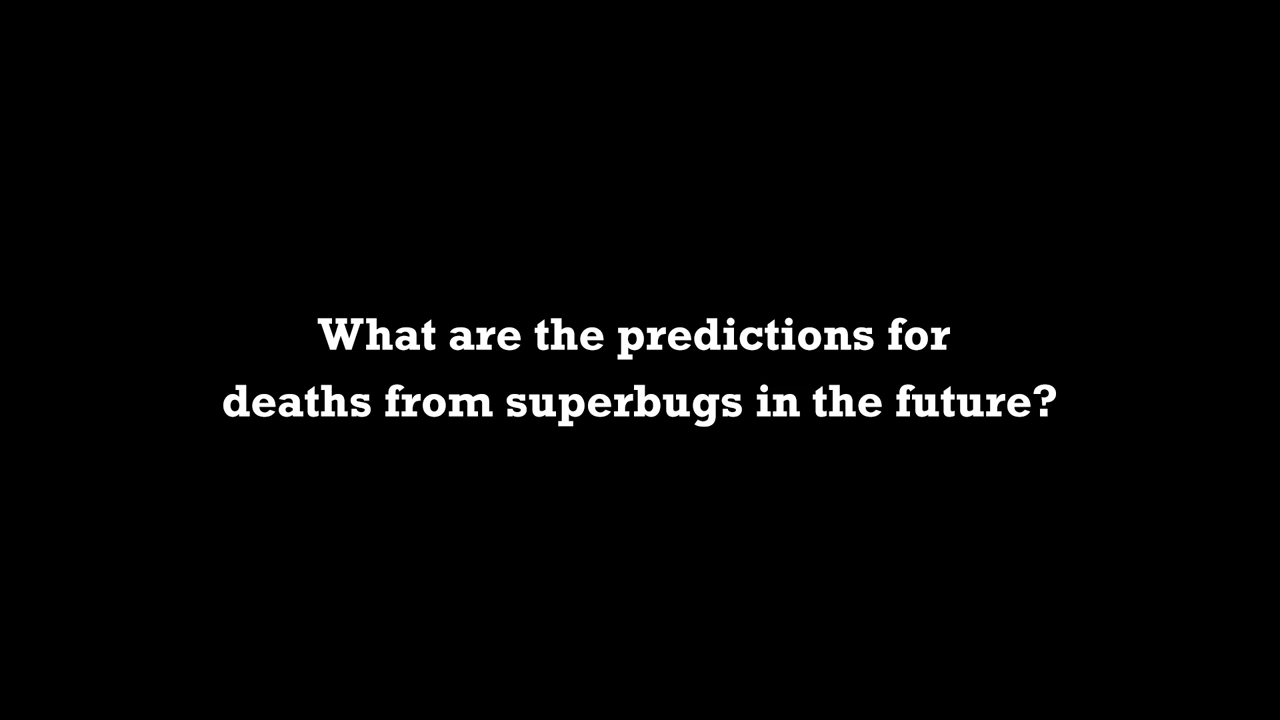 What are the predictions for
deaths from superbugs in the future?